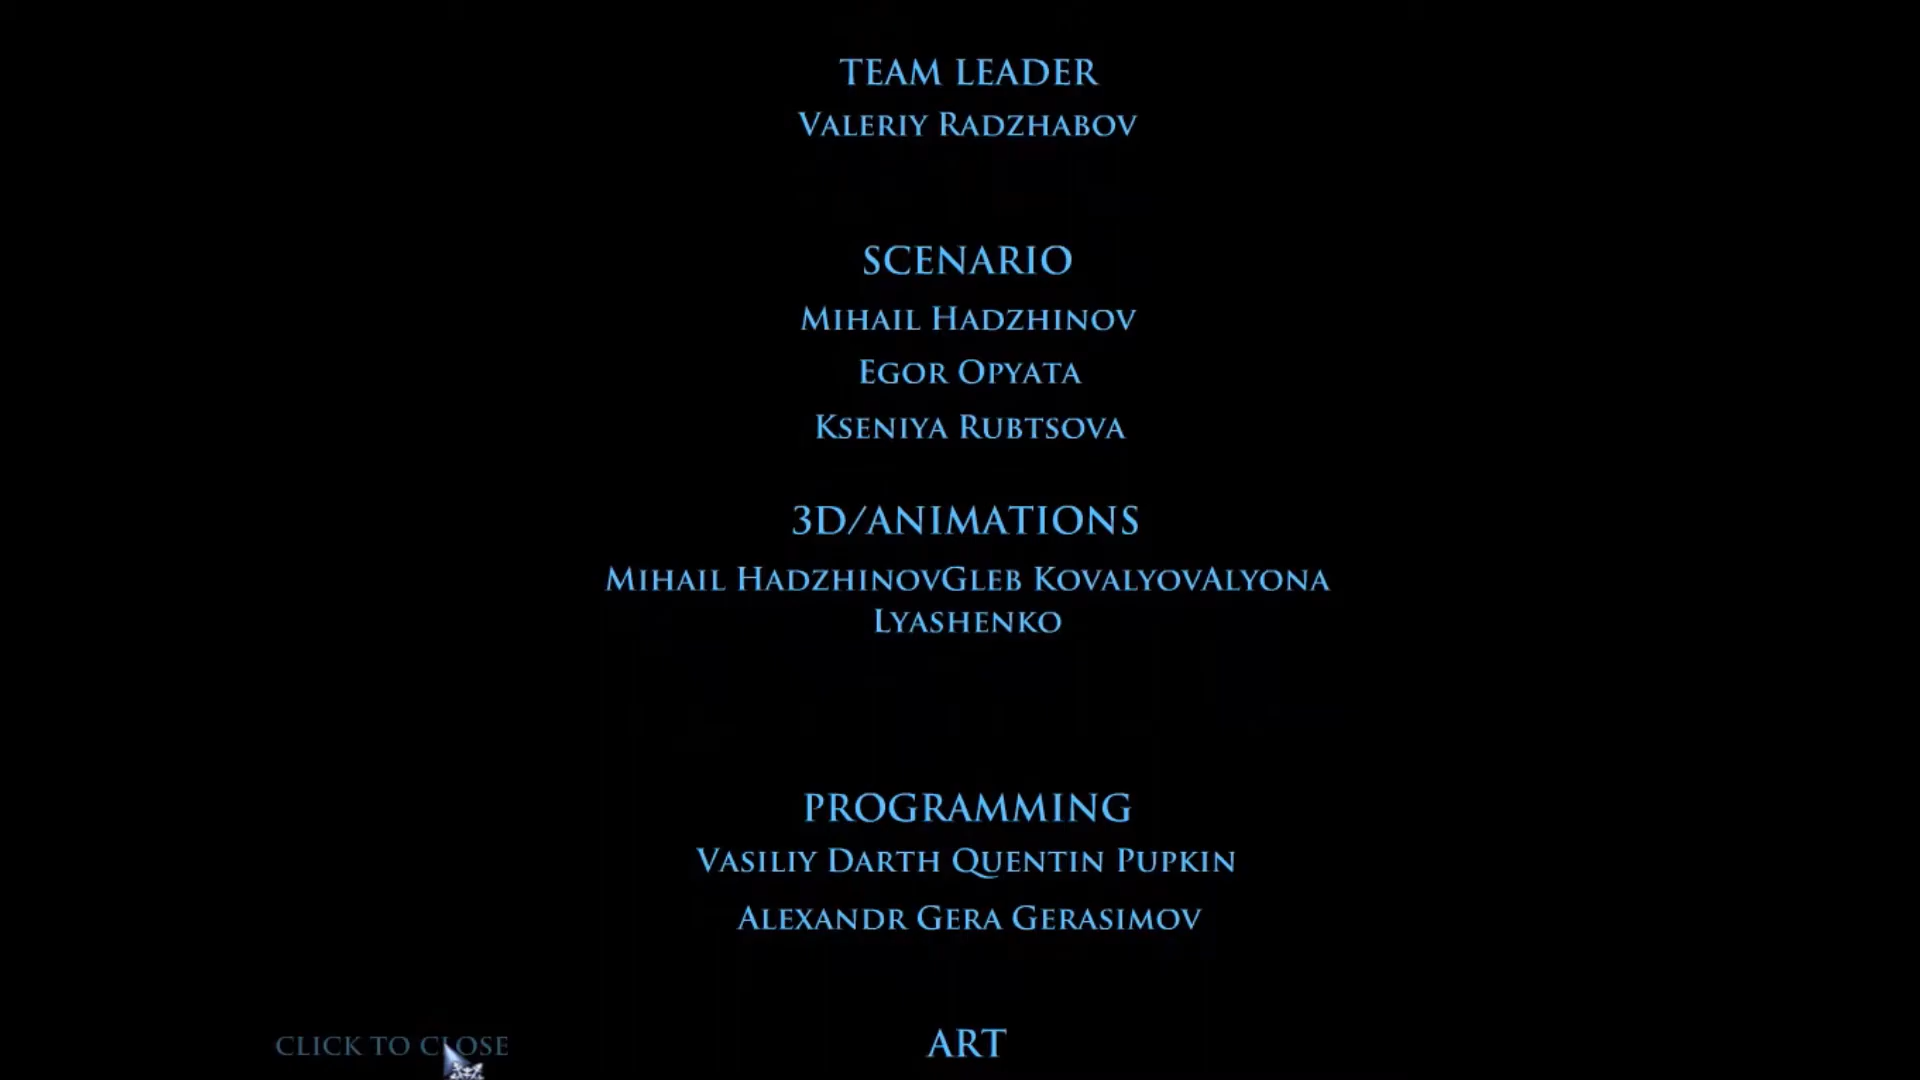 TEAM LEADER
Valeriy Radzhabov
SCENARIO
Mihail Hadzhinov
Egor Opyata
Kseniya Rubtsova
3D/ANIMATIONS
Mihail HadzhinovGleb KovalyovAlyona
Lyashenko
PROGRAMMING
Vasiliy Darth Quentin Pupkin
Alexandr Gera Gerasimov
CLICK TO CLOSE
ART